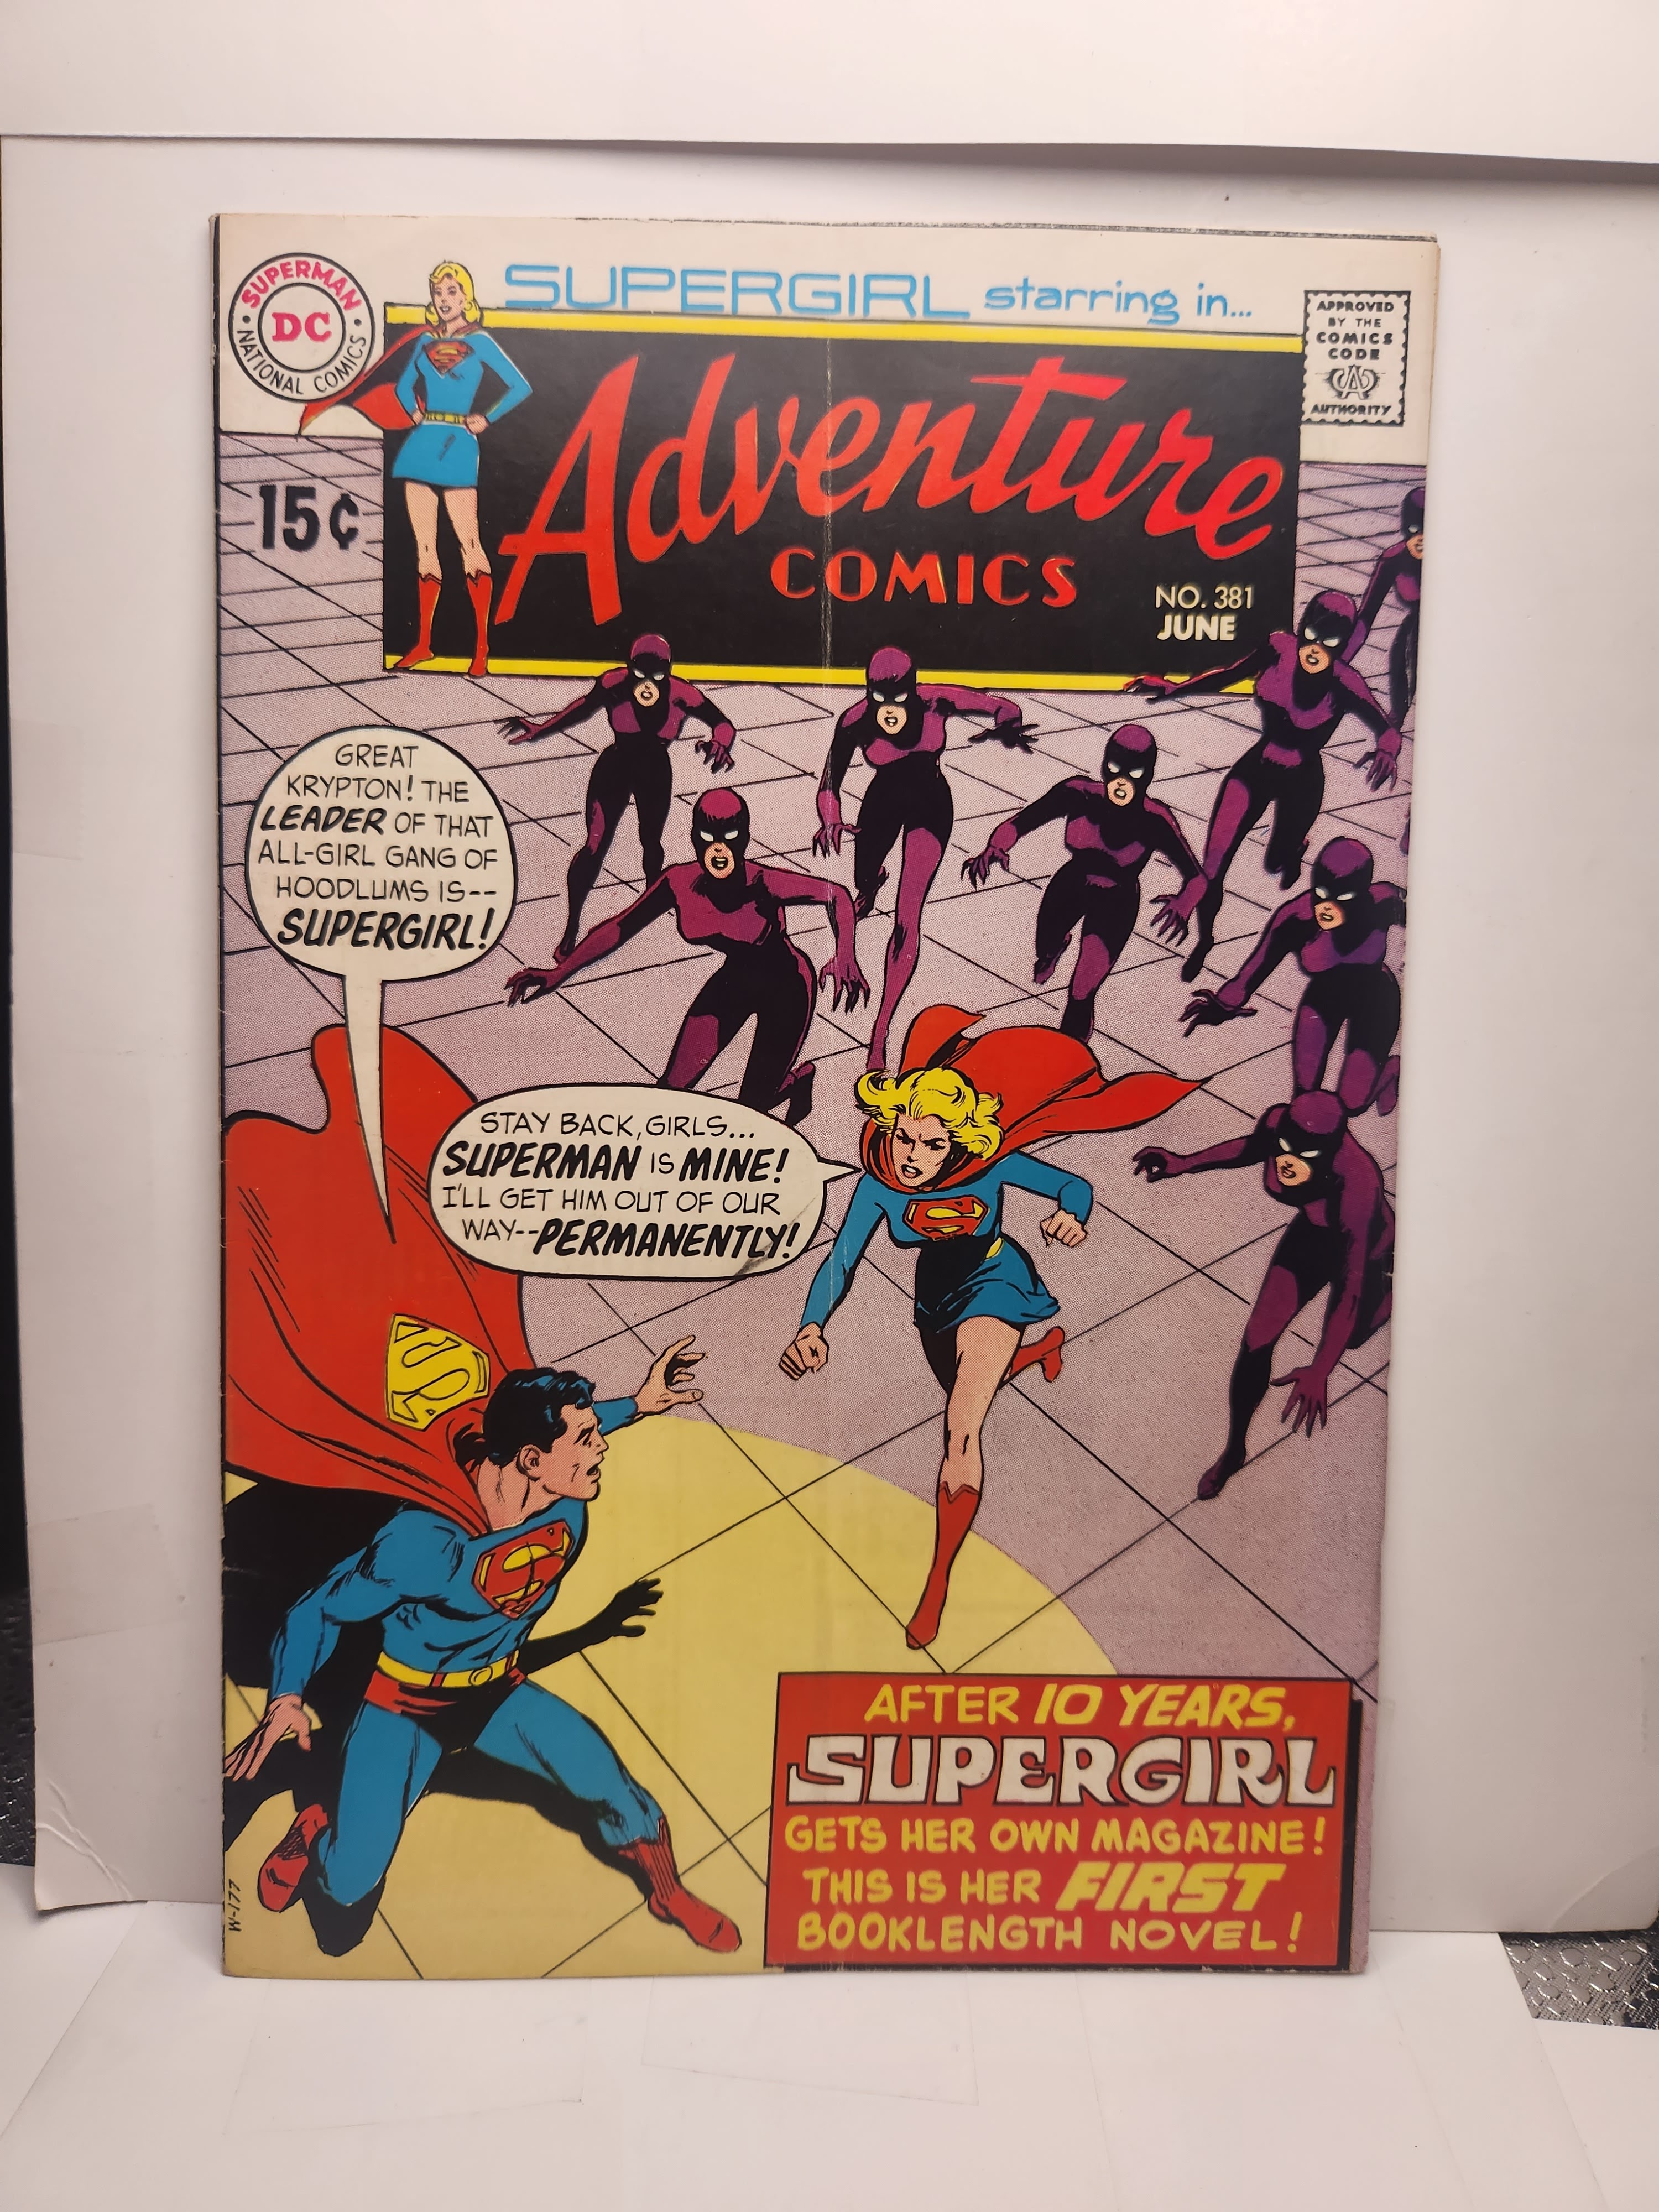 SUPERMAN
DC
NATIONAL COMICS
SUPERGIRL starring in...
APPROVED
BY THE
COMICS
CODE
CA
AUTHORITY
Adventure
COMICS
15¢
NO. 381
JUNE
GREAT
KRYPTON! THE
LEADER OF THAT
ALL-GIRL GANG OF
HOODLUMS IS--
SUPERGIRL!
STAY BACK, GIRLS...
SUPERMAN IS MINE!
I'LL GET HIM OUT OF OUR
WAY--PERMANENTLY!
S
S
S
AFTER 10 YEARS,
SUPERGIRL
GETS HER OWN MAGAZINE!
THIS IS HER FIRST
BOOKLENGTH NOVEL!
W-177